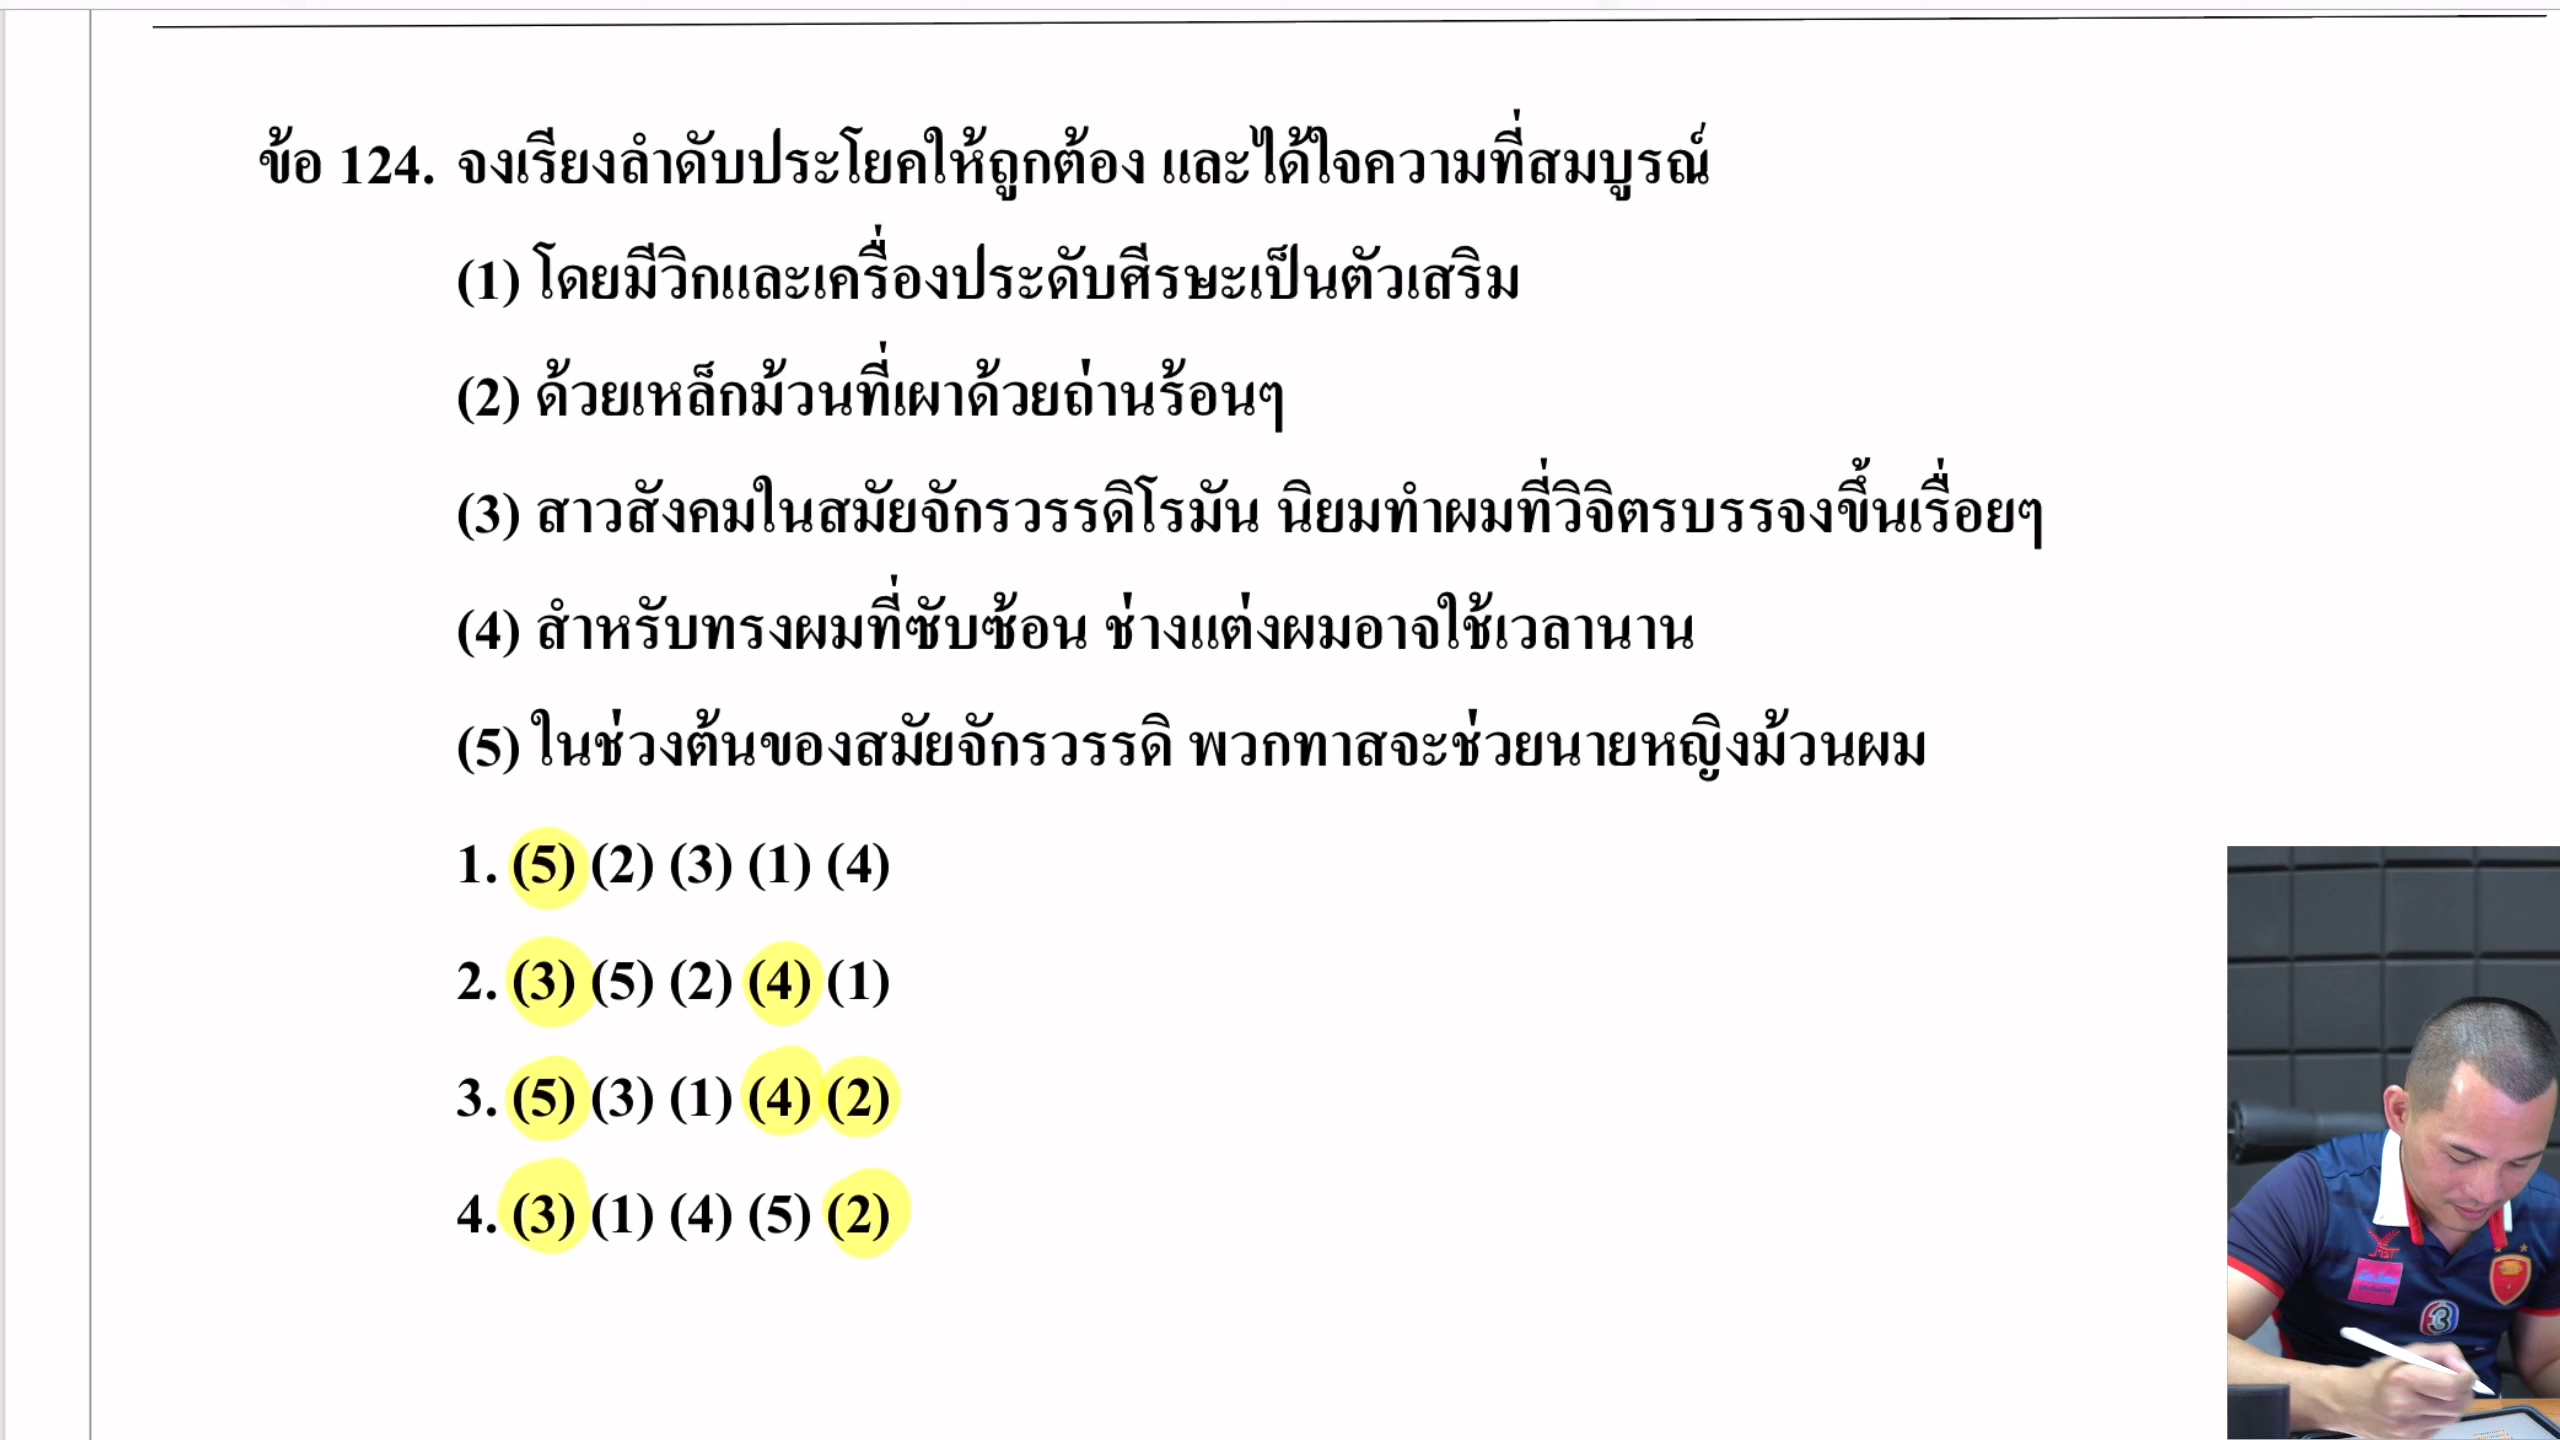 ข้อ 124. จงเรียงลำดับประโยคให้ถูกต้อง และได้ใจความที่สมบูรณ์
(1) โดยมีวิกและเครื่องประดับศีรษะเป็นตัวเสริม
(2) ด้วยเหล็กม้วนที่เผาด้วยถ่านร้อนๆ
(3) สาวสังคมในสมัยจักรวรรดิโรมัน นิยมทำผมที่วิจิตรบรรจงขึ้นเรื่อยๆ
(4) สำหรับทรงผมที่ซับซ้อน ช่างแต่งผมอาจใช้เวลานาน
(5) ในช่วงต้นของสมัยจักรวรรดิ พวกทาสจะช่วยนายหญิงม้วนผม
1. (5) (2) (3) (1) (4)
2. (3) (5) (2) (4) (1)
3. (5) (3) (1) (4) (2)
4. (3) (1) (4) (5) (2)
3